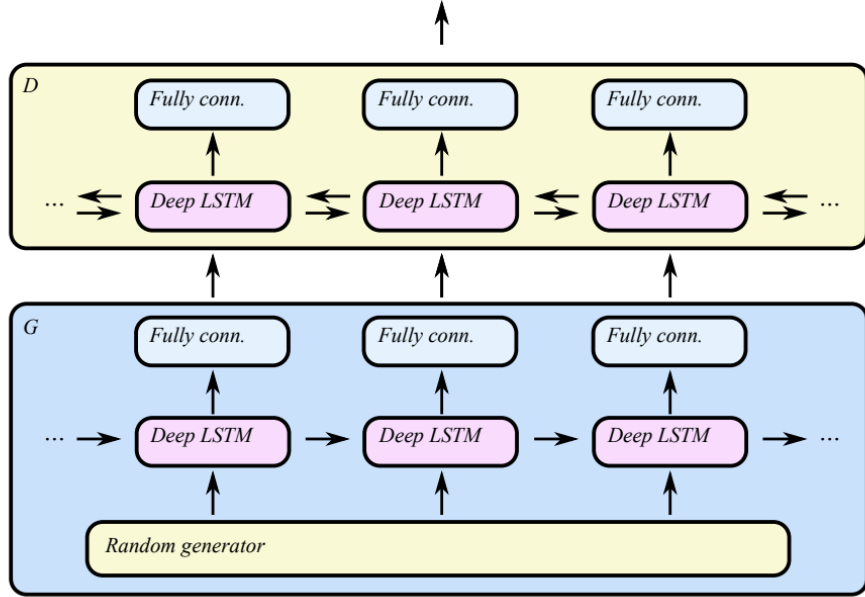 D
Fully conn. Fully conn. Fully conn.
... Deep LSTM Deep LSTM Deep LSTM ...
G
Fully conn. Fully conn. Fully conn.
... Deep LSTM Deep LSTM Deep LSTM ...
Random generator